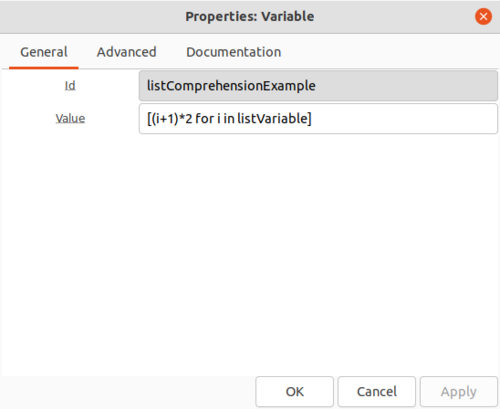 Properties: Variable
General Advanced Documentation
Id listComprehensionExample
Value [(i+1)*2 for i in listVariable]
OK Cancel Apply